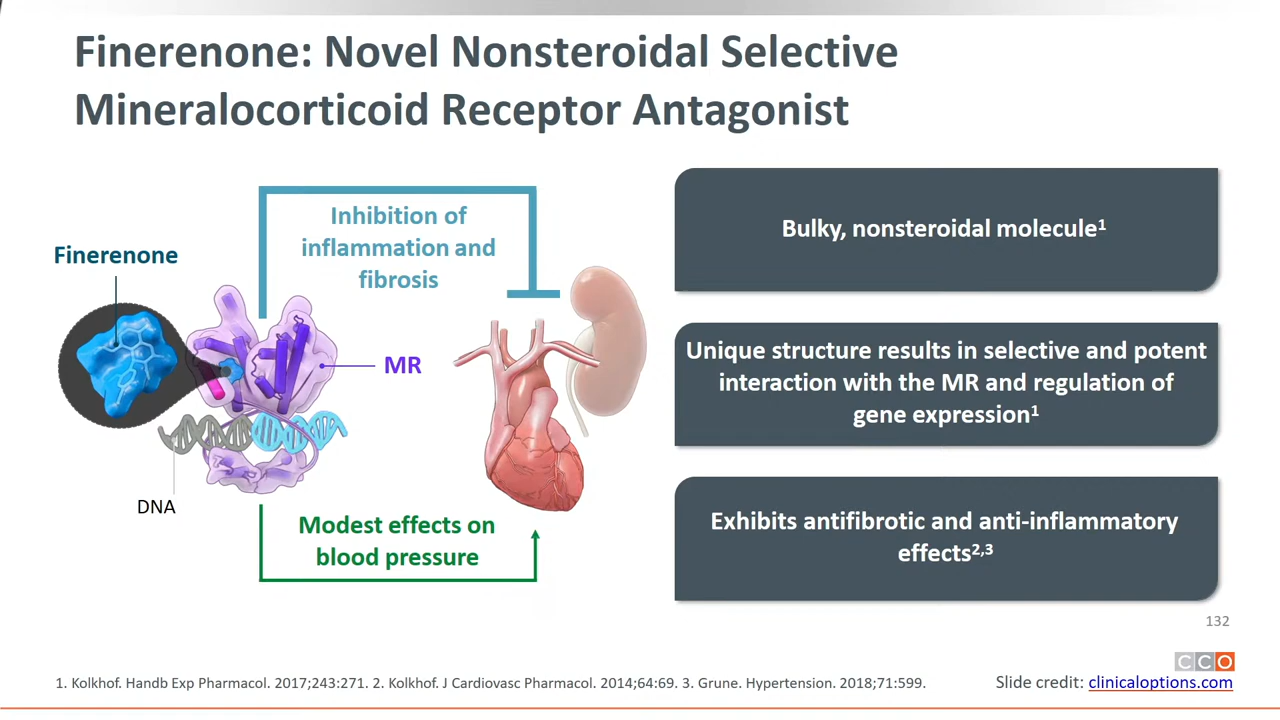 Finerenone: Novel Nonsteroidal Selective
Mineralocorticoid Receptor Antagonist
Inhibition of
inflammation and
fibrosis
Finerenone
MR
DNA
Modest effects on
blood pressure
Bulky, nonsteroidal molecule¹
Unique structure results in selective and potent
interaction with the MR and regulation of
gene expression¹
Exhibits antifibrotic and anti-inflammatory
effects²,³
132
CCO
1. Kolkhof. Handb Exp Pharmacol. 2017;243:271. 2. Kolkhof. J Cardiovasc Pharmacol. 2014;64:69. 3. Grune. Hypertension. 2018;71:599.
Slide credit: clinicaloptions.com